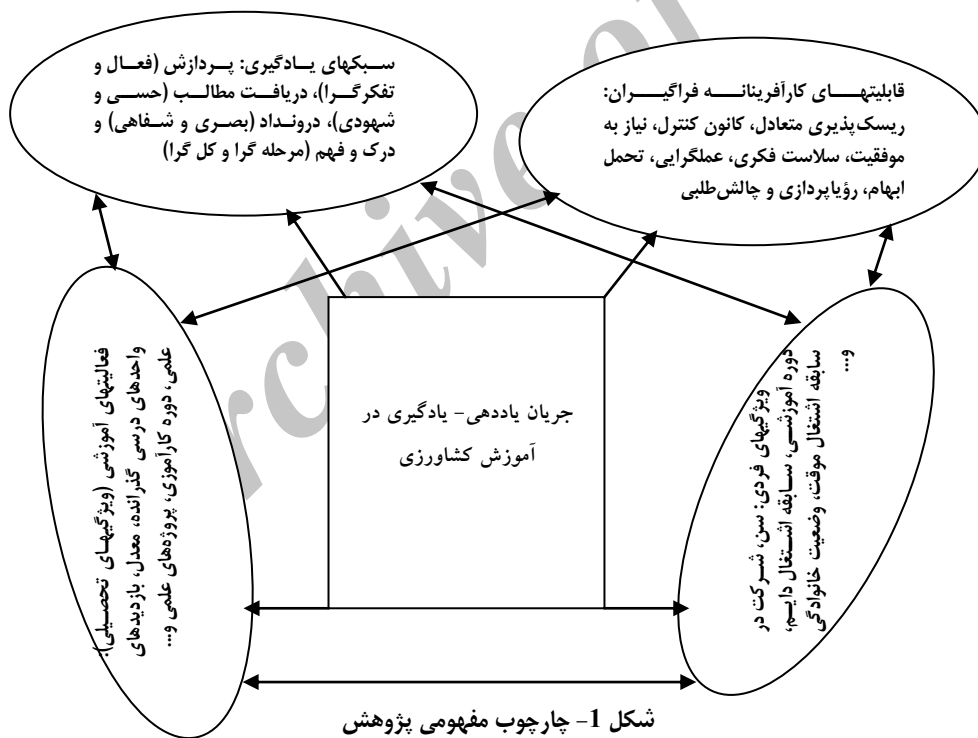 سبکهای یادگیری: پردازش (فعال و
تفکرگرا)، دریافت مطالب (حسی و
شهودی)، درونداد (بصری و شفاهی) و
درک و فهم (مرحله گرا و کل گرا)
قابلیتهای کارآفرینانه فراگیران:
ریسک‌پذیری متعادل، کانون کنترل، نیاز به
موفقیت، سلاست فکری، عملگرایی، تحمل
ابهام، رؤیاپردازی و چالش‌طلبی
فعالیتهای آموزشی (ویژگیهای تحصیلی):
واحدهای درسی گذرانده، معدل، بازدیدهای
علمی، دوره کارآموزی، پروژه‌های علمی و...
جریان یاددهی- یادگیری در
آموزش کشاورزی
ویژگیهای فردی: سن، شرکت در
دوره آموزشی، سابقه اشتغال دایم،
سابقه اشتغال موقت، وضعیت خانوادگی
و...
شکل 1- چارچوب مفهومی پژوهش